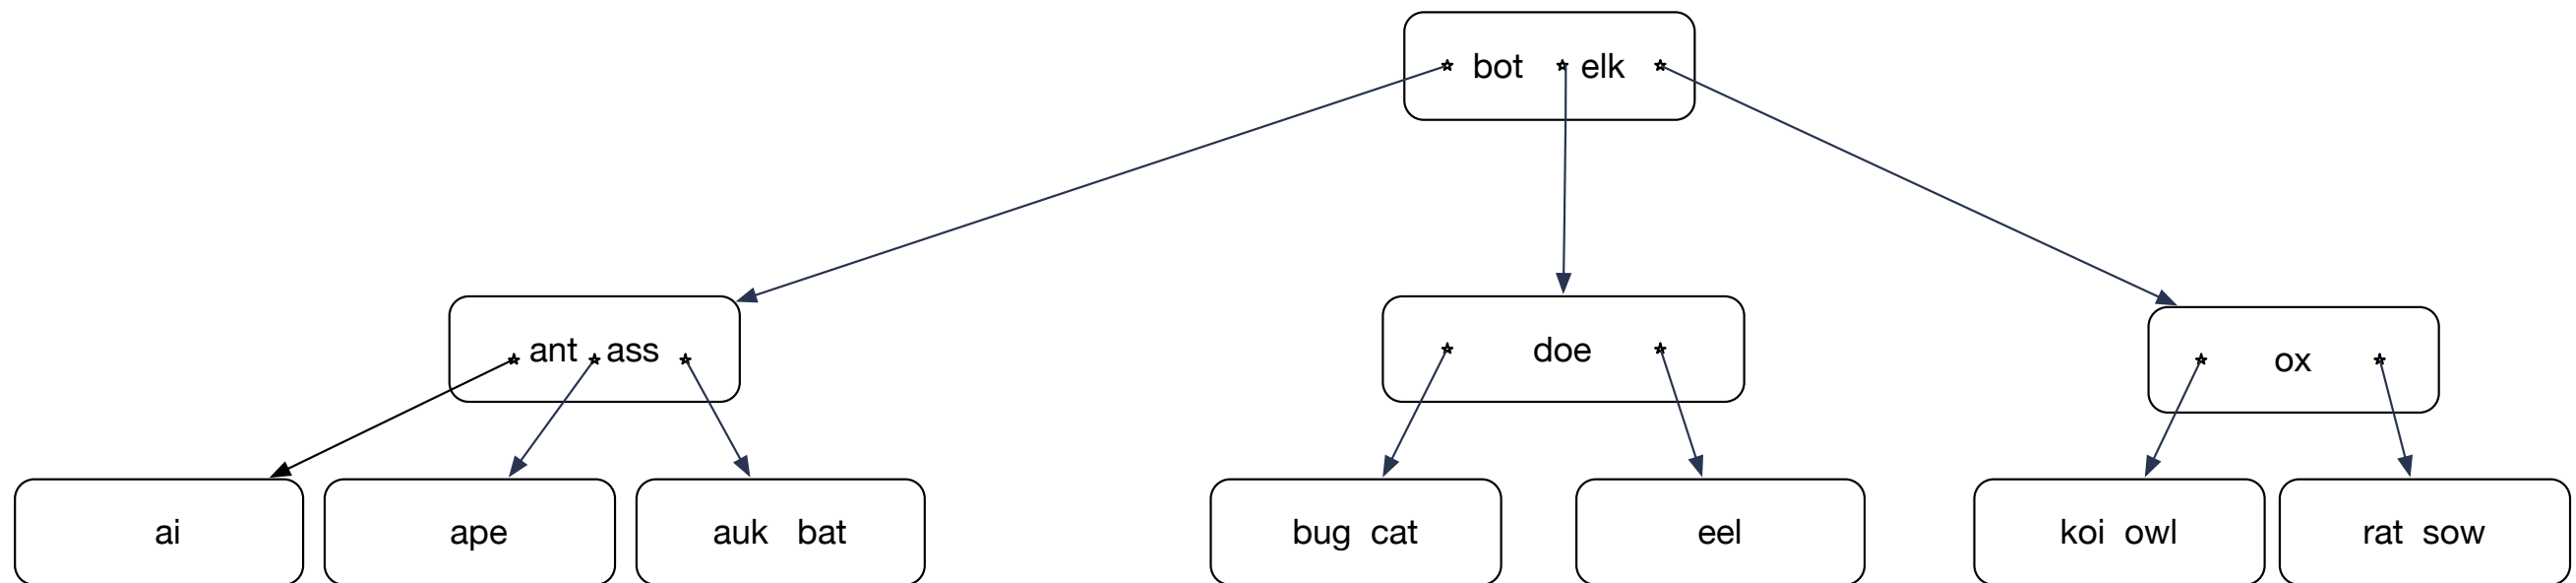 bot elk
ant ass
doe
ox
ai
ape
auk bat
bug cat
eel
koi owl
rat sow